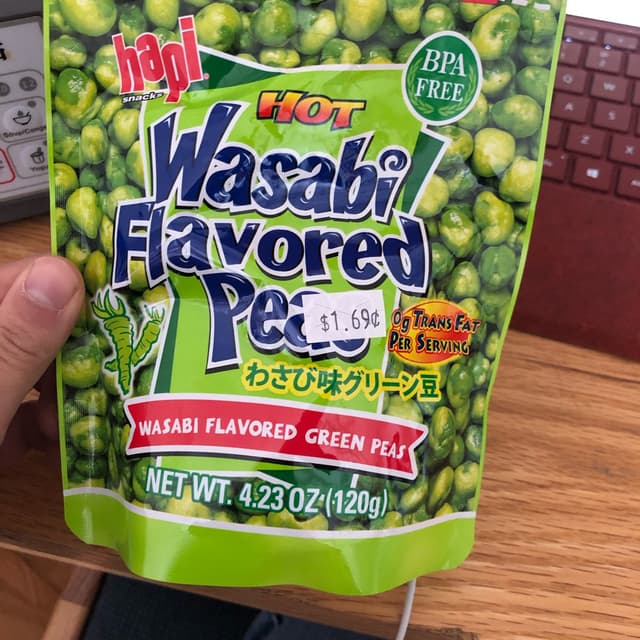 hapi
snacks
BPA
FREE
HOT
Wasabi
Flavored
Pea
$1.69¢
0g TRANS FAT
PER SERVING
わさび味グリーン豆
WASABI FLAVORED GREEN PEAS
NET WT. 4.23 OZ (120g)